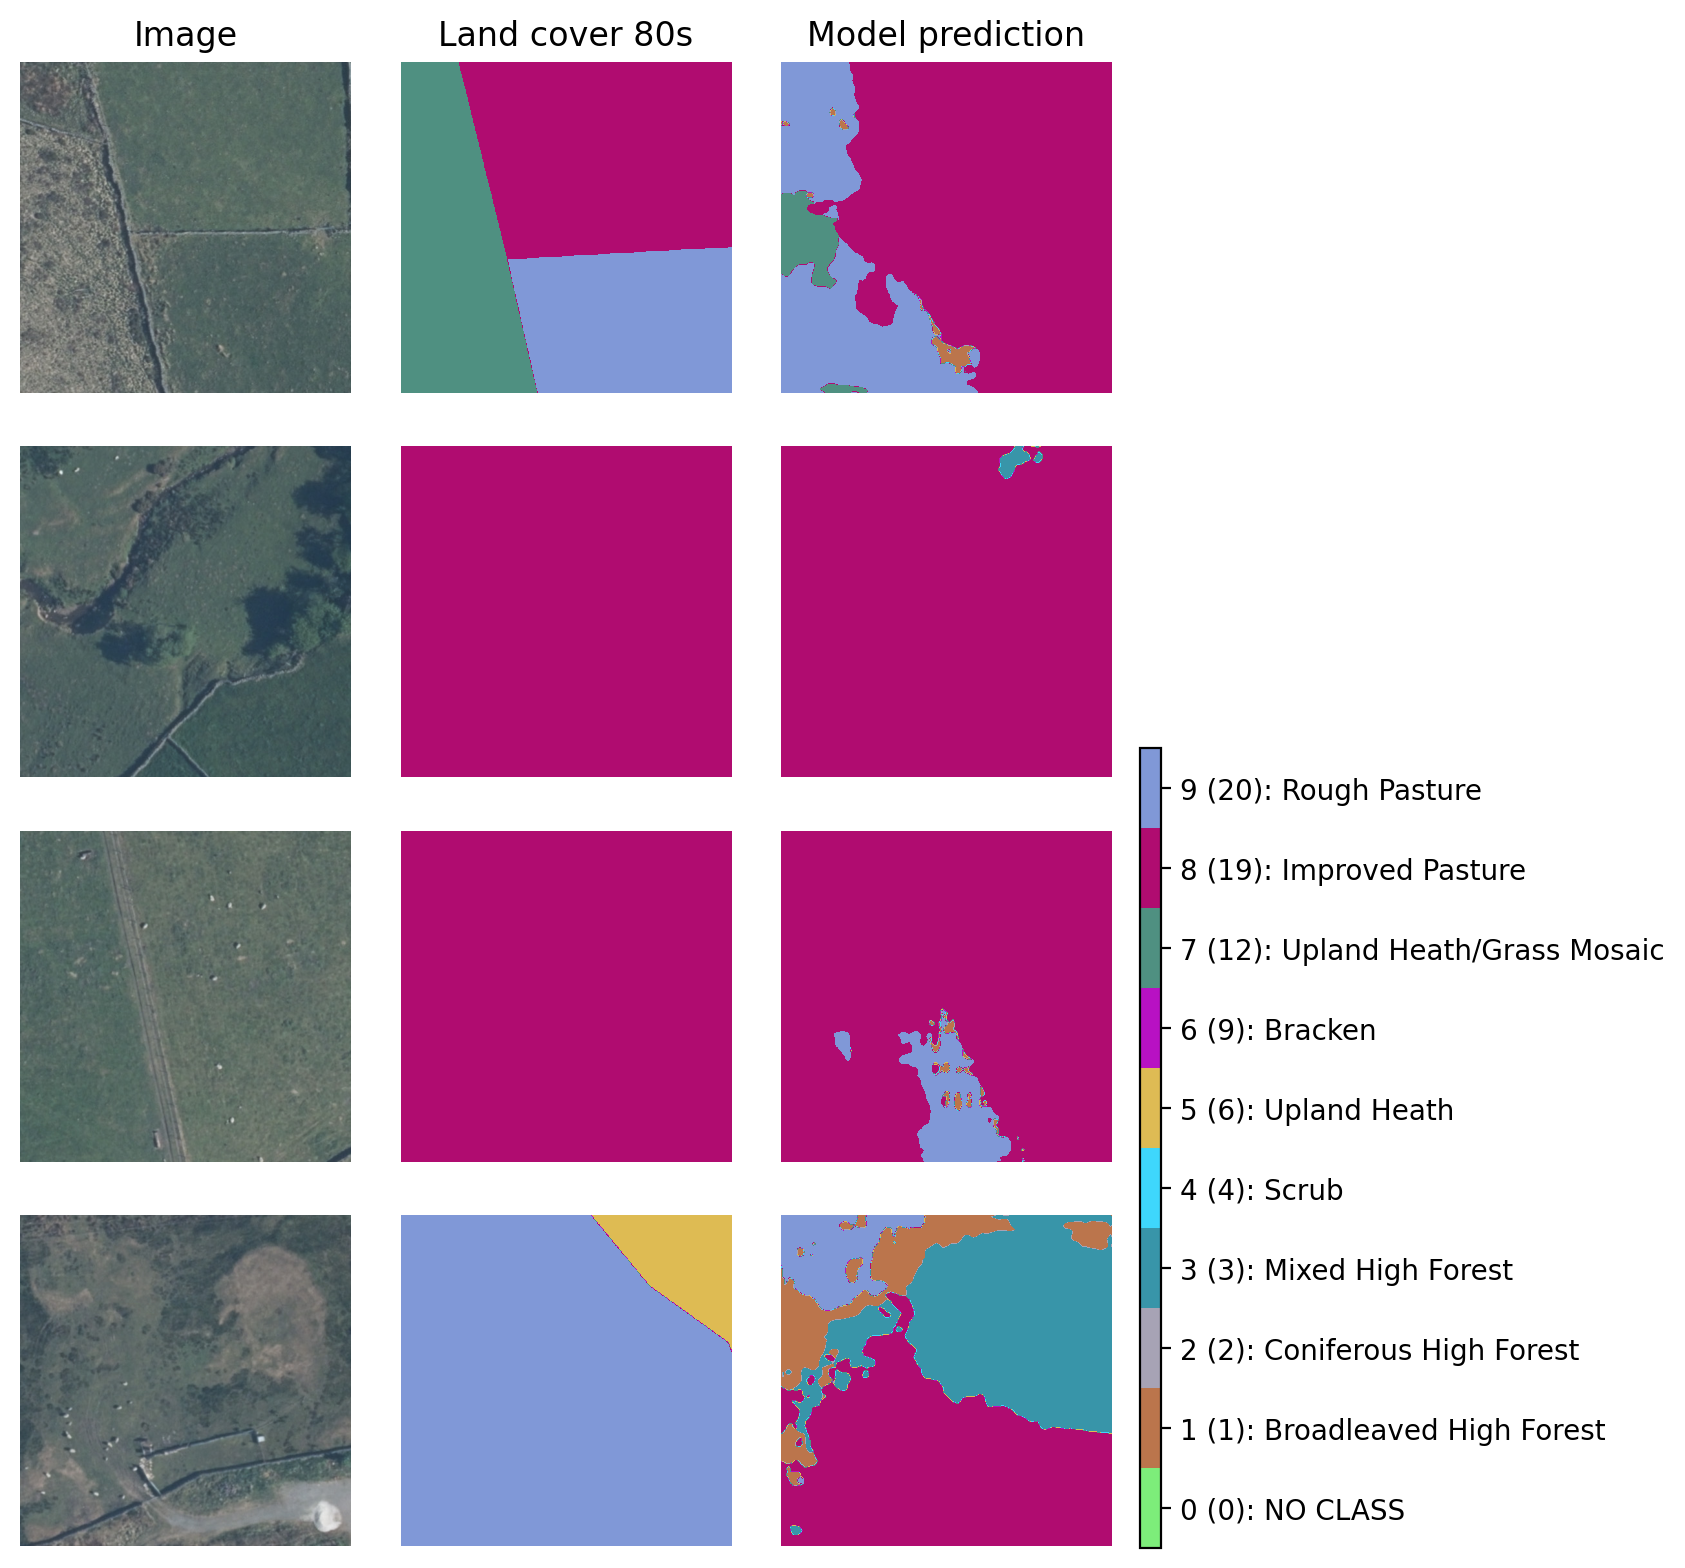 Image
Land cover 80s
Model prediction
9 (20): Rough Pasture
8 (19): Improved Pasture
7 (12): Upland Heath/Grass Mosaic
6 (9): Bracken
5 (6): Upland Heath
4 (4): Scrub
3 (3): Mixed High Forest
2 (2): Coniferous High Forest
1 (1): Broadleaved High Forest
0 (0): NO CLASS